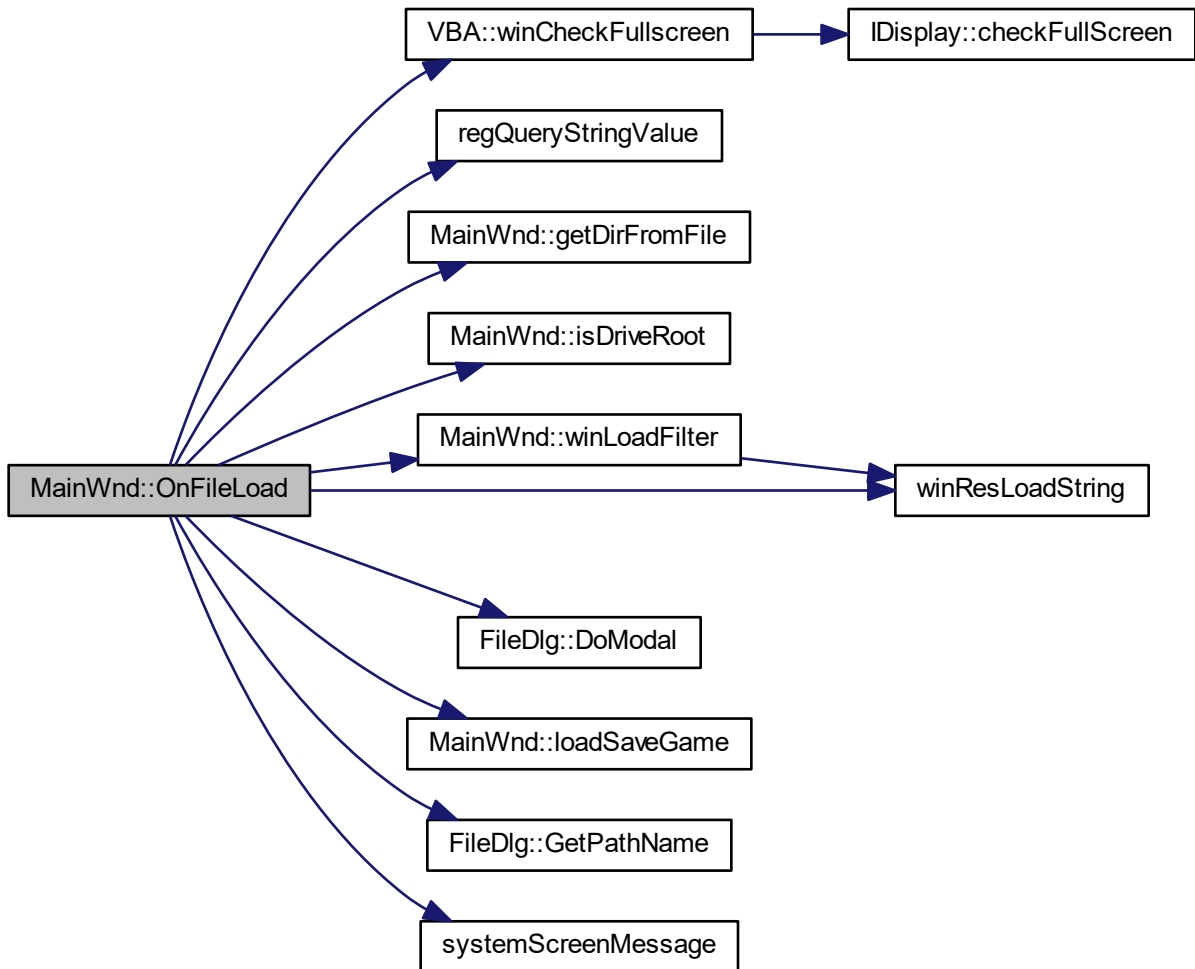 VBA::winCheckFullscreen
IDisplay::checkFullScreen
regQueryStringValue
MainWnd::getDirFromFile
MainWnd::isDriveRoot
MainWnd::winLoadFilter
MainWnd::OnFileLoad
winResLoadString
FileDlg::DoModal
MainWnd::loadSaveGame
FileDlg::GetPathName
systemScreenMessage